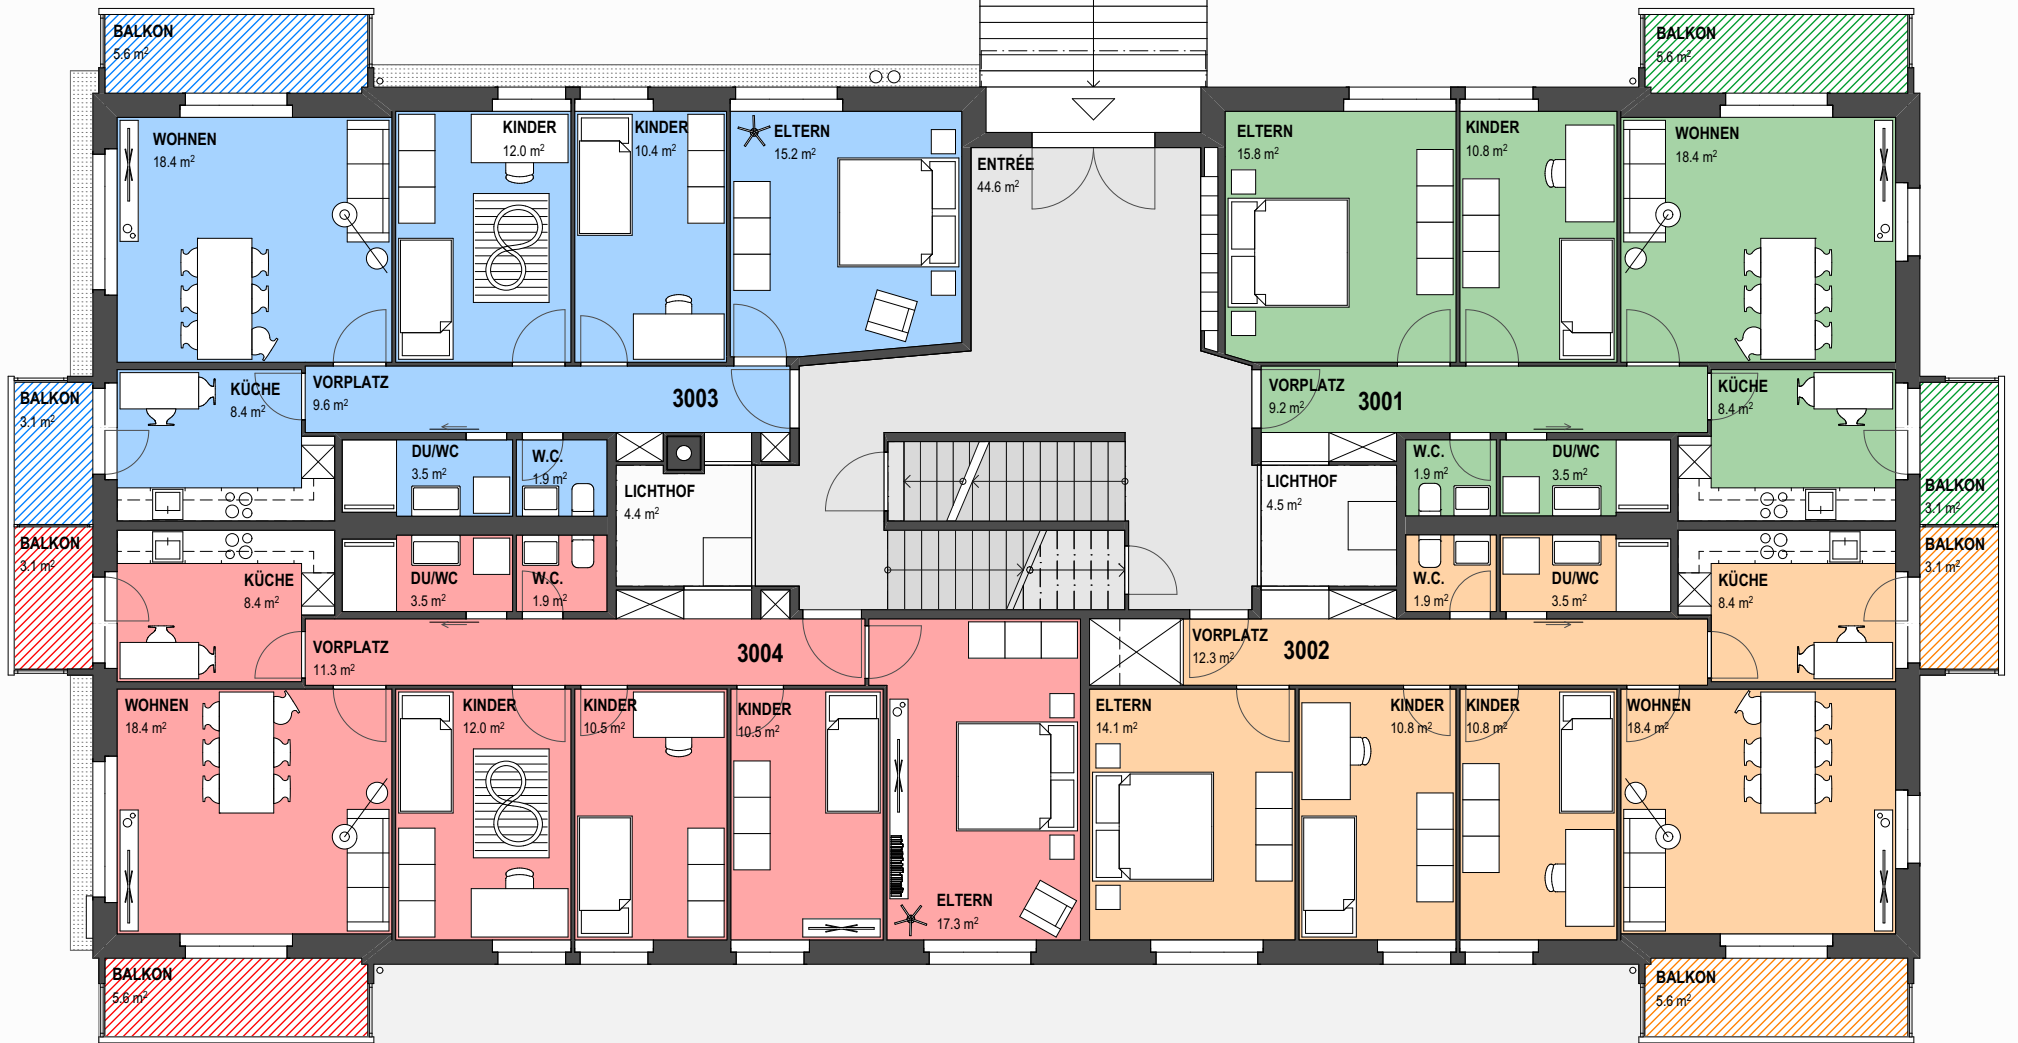 BALKON
5.6 m²
WOHNEN
18.4 m²
KINDER
12.0 m²
KINDER
10.4 m²
ELTERN
15.2 m²
ENTRÉE
44.6 m²
ELTERN
15.8 m²
KINDER
10.8 m²
WOHNEN
18.4 m²
BALKON
5.6 m²
BALKON
3.1 m²
KÜCHE
8.4 m²
VORPLATZ
9.6 m²
3003
DU/WC
3.5 m²
W.C.
1.9 m²
LICHTHOF
4.4 m²
VORPLATZ
9.2 m²
3001
KÜCHE
8.4 m²
LICHTHOF
4.5 m²
W.C.
1.9 m²
DU/WC
3.5 m²
BALKON
3.1 m²
BALKON
3.1 m²
KÜCHE
8.4 m²
DU/WC
3.5 m²
W.C.
1.9 m²
VORPLATZ
11.3 m²
3004
W.C.
1.9 m²
DU/WC
3.5 m²
KÜCHE
8.4 m²
BALKON
3.1 m²
VORPLATZ
12.3 m²
3002
WOHNEN
18.4 m²
KINDER
12.0 m²
KINDER
10.5 m²
KINDER
10.5 m²
ELTERN
17.3 m²
ELTERN
14.1 m²
KINDER
10.8 m²
KINDER
10.8 m²
WOHNEN
18.4 m²
BALKON
5.6 m²
BALKON
5.6 m²